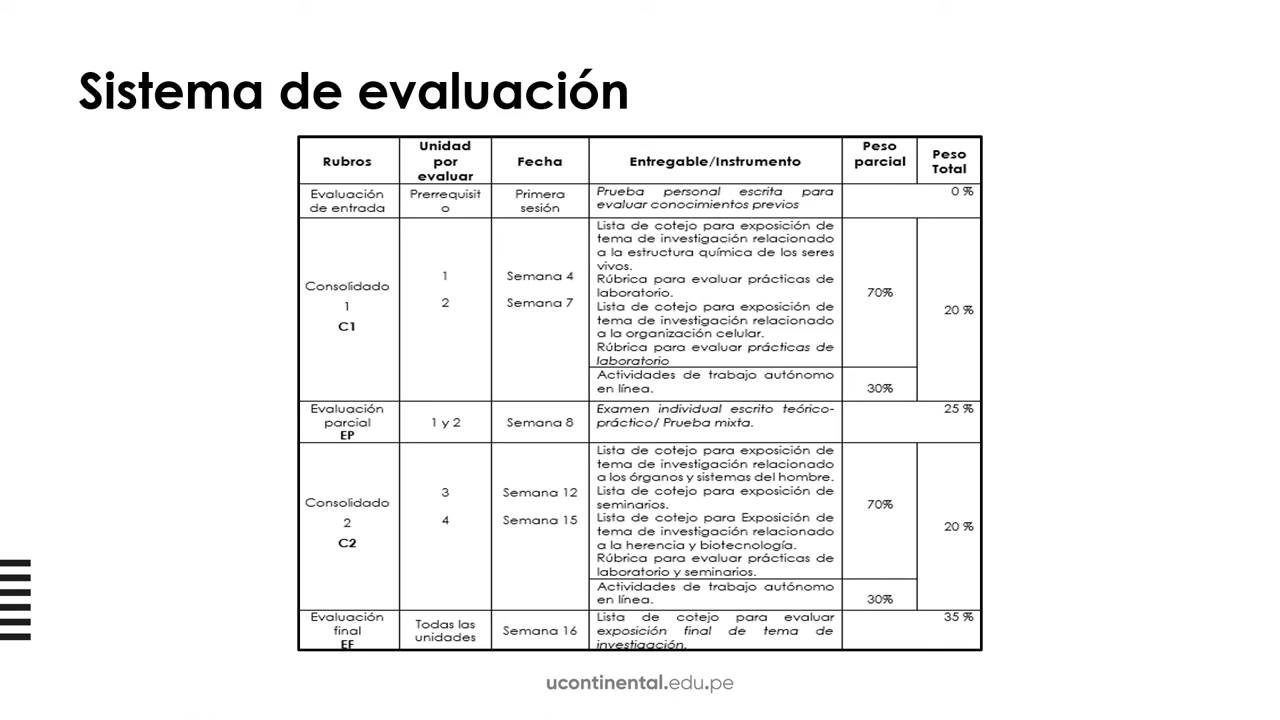 Sistema de evaluación
Rubros
Unidad
por
evaluar
Fecha
Entregable/Instrumento
Peso
parcial
Peso
Total
Evaluación
de entrada
Prerrequisit
o
Primera
sesión
Prueba personal escrita para
evaluar conocimientos previos
0 %
Consolidado
1
C1
1
2
Semana 4
Semana 7
Lista de cotejo para exposición de
tema de investigación relacionado
a la estructura química de los seres
vivos.
Rúbrica para evaluar prácticas de
laboratorio.
Lista de cotejo para exposición de
tema de investigación relacionado
a la organización celular.
Rúbrica para evaluar prácticas de
laboratorio
70%
Actividades de trabajo autónomo
en línea.
30%
20 %
Evaluación
parcial
EP
1 y 2
Semana 8
Examen individual escrito teórico-
práctico/ Prueba mixta.
25 %
Consolidado
2
C2
3
4
Semana 12
Semana 15
Lista de cotejo para exposición de
tema de investigación relacionado
a los órganos y sistemas del hombre.
Lista de cotejo para exposición de
seminarios.
Lista de cotejo para Exposición de
tema de investigación relacionado
a la herencia y biotecnología.
Rúbrica para evaluar prácticas de
laboratorio y seminarios.
70%
Actividades de trabajo autónomo
en línea.
30%
20 %
Evaluación
final
EF
Todas las
unidades
Semana 16
Lista de cotejo para evaluar
exposición final de tema de
investigación.
35 %
ucontinental.edu.pe